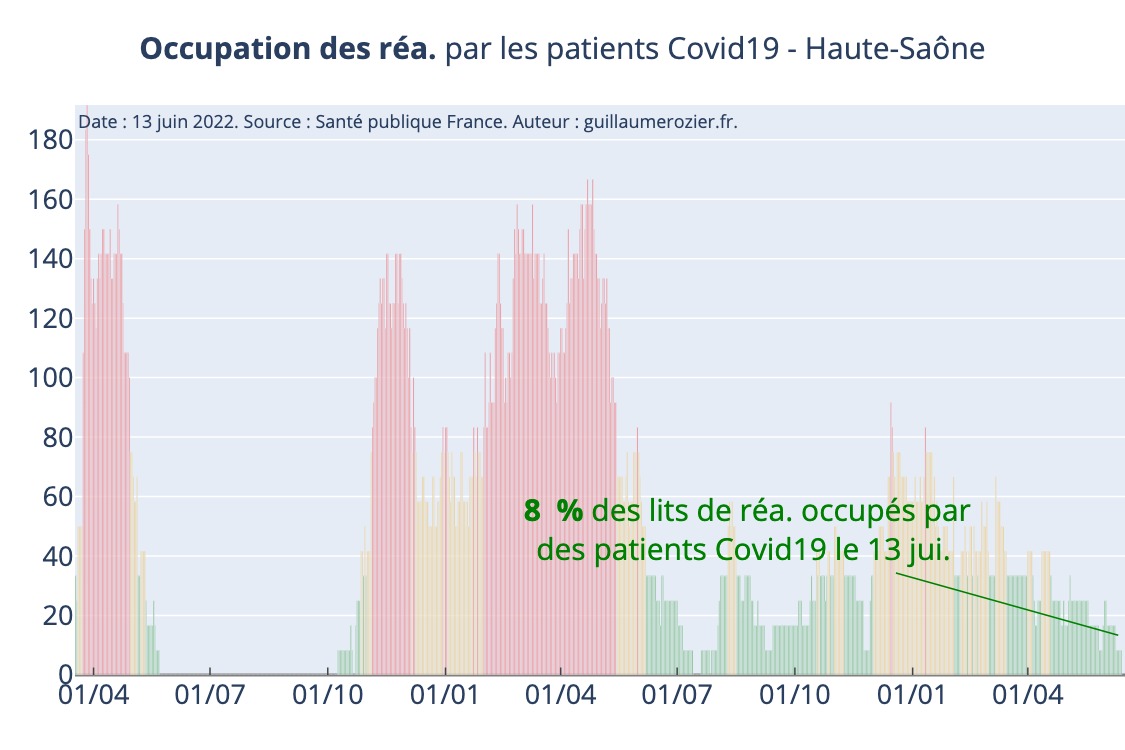 Occupation des réa. par les patients Covid19 - Haute-Saône
Date : 13 juin 2022. Source : Santé publique France. Auteur : guillaumerozier.fr.
180
160
140
120
100
80
60
40
20
0
8 % des lits de réa. occupés par
des patients Covid19 le 13 jui.
01/04 01/07 01/10 01/01 01/04 01/07 01/10 01/01 01/04